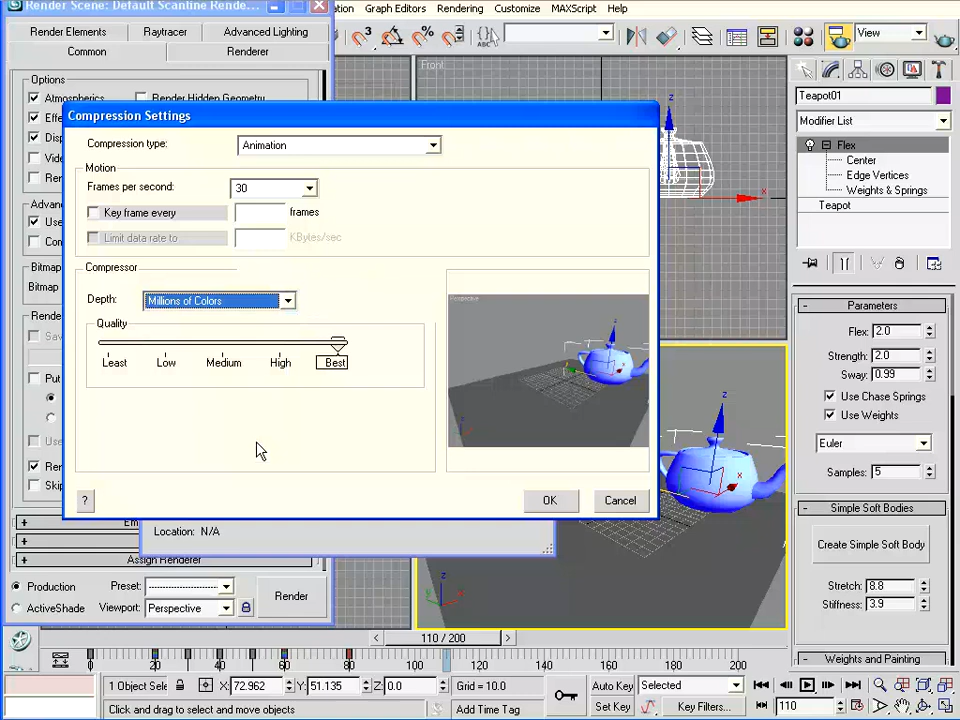 Render Scene: Default Scanline Rende...
Graph Editors Rendering Customize MAXScript Help
View
Render Elements Raytracer Advanced Lighting
Common Renderer
Options
Atmospherics Render Hidden Geometry
Compression Settings
Compression type: Animation
Motion
Frames per second: 30
Key frame every frames
Limit data rate to KBytes/sec
Compressor
Depth: Millions of Colors
Quality
Least Low Medium High Best
Perspective
? OK Cancel
Location: N/A
Assign Renderer
Production Preset: --------------------
ActiveShade Viewport: Perspective
Render
Front
z
x
z
x
z
Teapot01
Modifier List
Flex
Center
Edge Vertices
Weights & Springs
Teapot
Parameters
Flex: 2.0
Strength: 2.0
Sway: 0.99
Use Chase Springs
Use Weights
Euler
Samples: 5
Simple Soft Bodies
Create Simple Soft Body
Stretch: 8.8
Stiffness: 3.9
Weights and Painting
< 110 / 200 >
0 20 40 60 80 100 120 140 160 180 200
1 Object Sele X: 72.962 Y: 51.135 Z: 0.0 Grid = 10.0 Auto Key Selected
Click and drag to select and move objects Add Time Tag Set Key Key Filters... 110